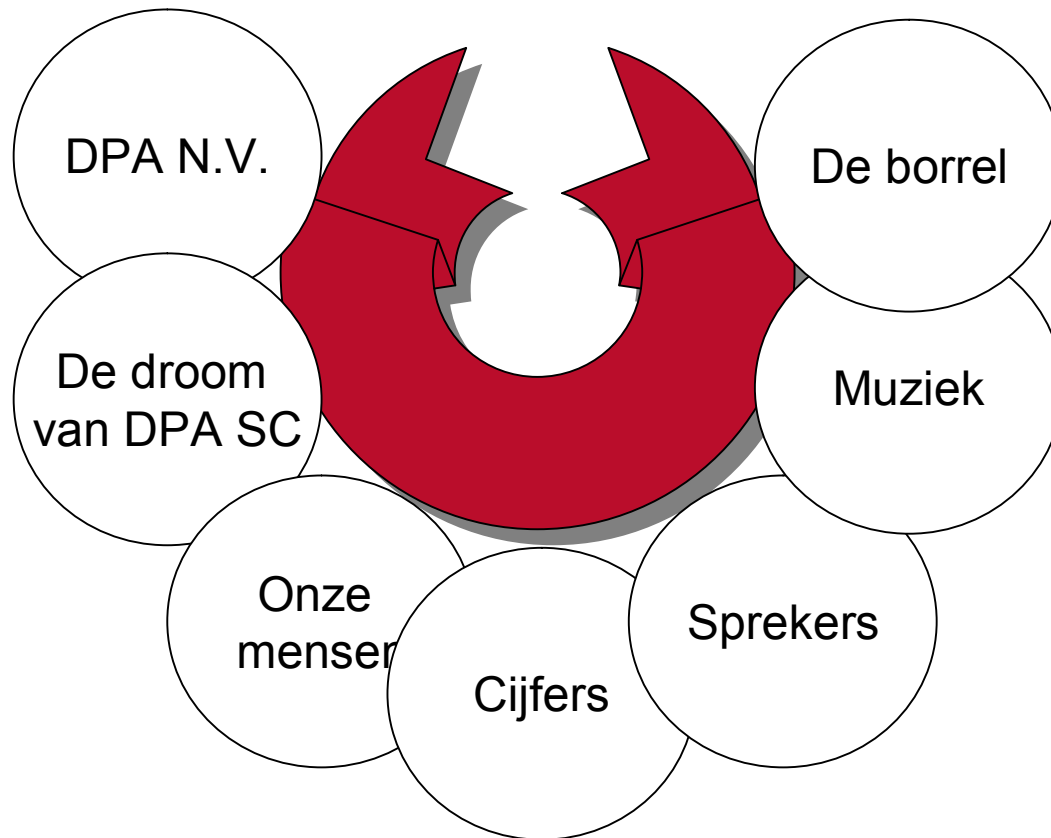 DPA N.V.
De droom
van DPA SC
Onze
mensen
Cijfers
Sprekers
Muziek
De borrel